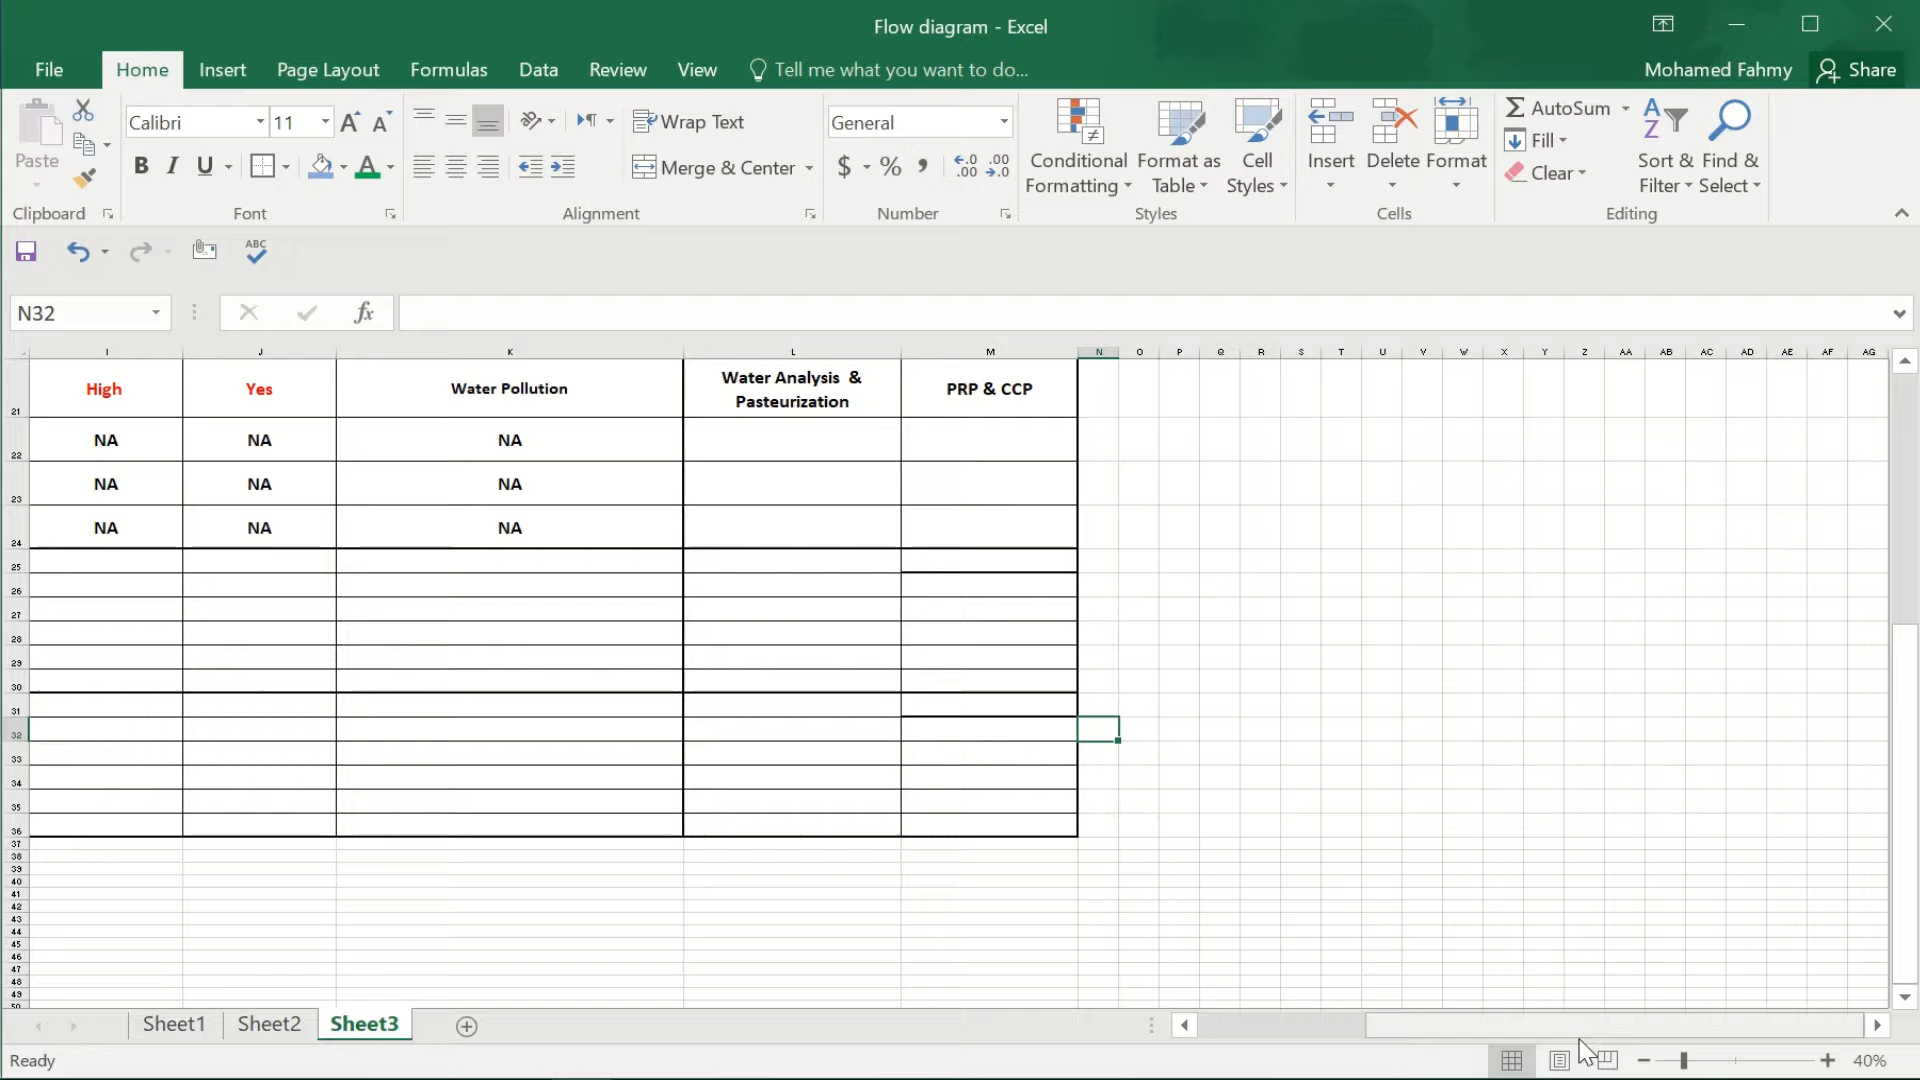 Flow diagram - Excel
File Home Insert Page Layout Formulas Data Review View Tell me what you want to do... Mohamed Fahmy Share
Paste
Calibri 11
Wrap Text
Merge & Center
General
Conditional Formatting
Format as Table
Cell Styles
Insert
Delete
Format
AutoSum
Fill
Clear
Sort & Filter
Find & Select
Clipboard Font Alignment Number Styles Cells Editing
ABC
N32
fx
I J K L M N O P Q R S T U V W X Y Z AA AB AC AD AE AF AG
21 High Yes Water Pollution Water Analysis & Pasteurization PRP & CCP
22 NA NA NA
23 NA NA NA
24 NA NA NA
25
26
27
28
29
30
31
32
33
34
35
36
37
38
39
40
41
42
43
44
45
46
47
48
49
50
Sheet1 Sheet2 Sheet3
Ready
40%